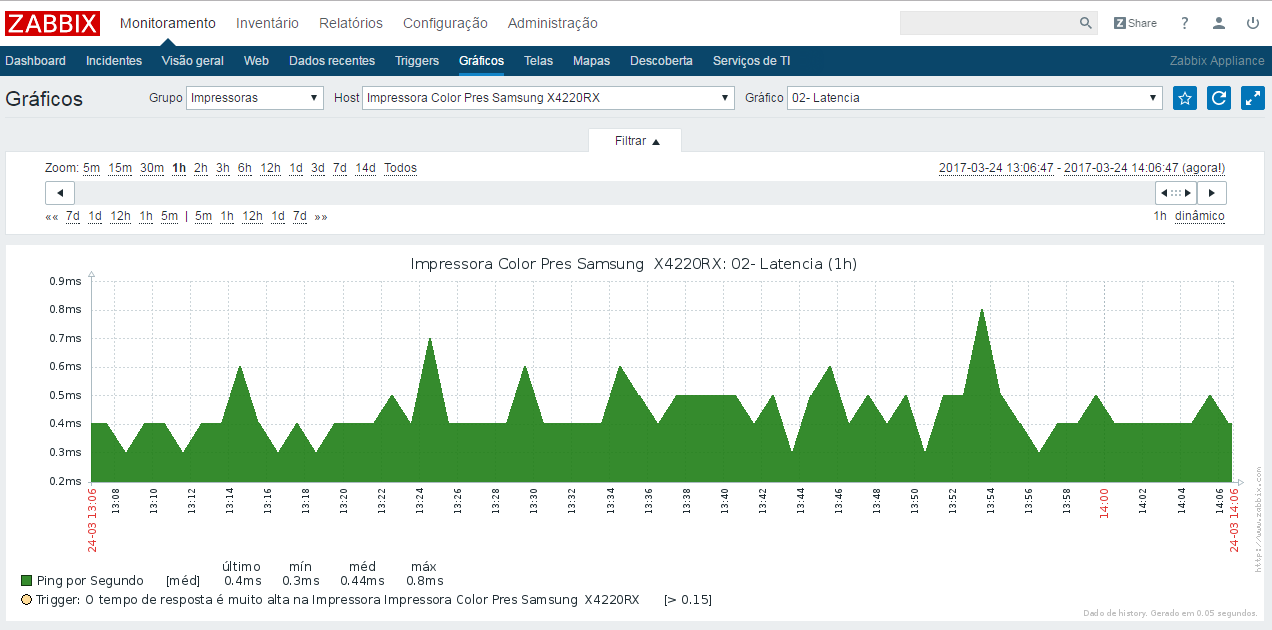 ZABBIX Monitoramento Inventário Relatórios Configuração Administração Z Share ?
Dashboard Incidentes Visão geral Web Dados recentes Triggers Gráficos Telas Mapas Descoberta Serviços de TI Zabbix Appliance
Gráficos Grupo Impressoras Host Impressora Color Pres Samsung X4220RX Gráfico 02- Latencia
Filtrar
Zoom: 5m 15m 30m 1h 2h 3h 6h 12h 1d 3d 7d 14d Todos 2017-03-24 13:06:47 - 2017-03-24 14:06:47 (agora!)
«« 7d 1d 12h 1h 5m | 5m 1h 12h 1d 7d »» 1h dinâmico
Impressora Color Pres Samsung  X4220RX: 02- Latencia (1h)
0.9ms
0.8ms
0.7ms
0.6ms
0.5ms
0.4ms
0.3ms
0.2ms
24-03 13:06 13:08 13:10 13:12 13:14 13:16 13:18 13:20 13:22 13:24 13:26 13:28 13:30 13:32 13:34 13:36 13:38 13:40 13:42 13:44 13:46 13:48 13:50 13:52 13:54 13:56 13:58 14:00 14:02 14:04 14:06 24-03 14:06
http://www.zabbix.com
último mín méd máx
Ping por Segundo [méd] 0.4ms 0.3ms 0.44ms 0.8ms
Trigger: O tempo de resposta é muito alta na Impressora Impressora Color Pres Samsung  X4220RX [> 0.15]
Dado de history. Gerado em 0.05 segundos.